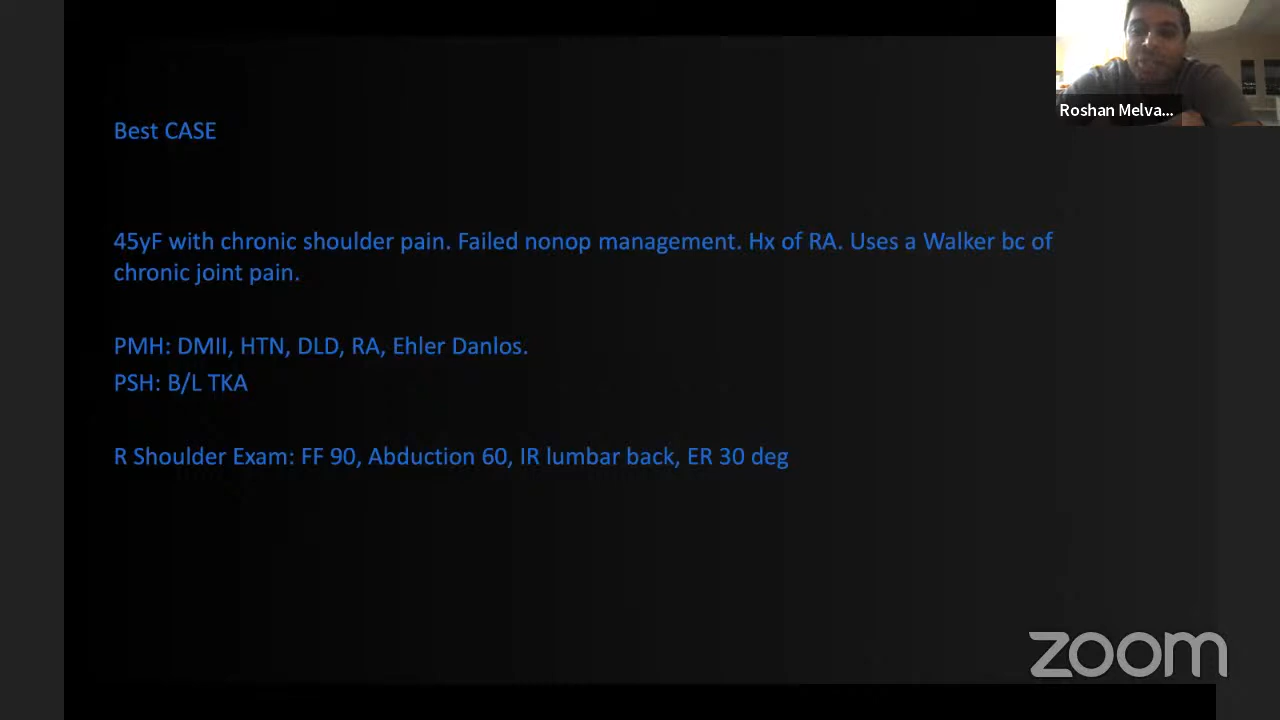 Roshan Melva...
Best CASE
45yF with chronic shoulder pain. Failed nonop management. Hx of RA. Uses a Walker bc of
chronic joint pain.
PMH: DMII, HTN, DLD, RA, Ehler Danlos.
PSH: B/L TKA
R Shoulder Exam: FF 90, Abduction 60, IR lumbar back, ER 30 deg
zoom